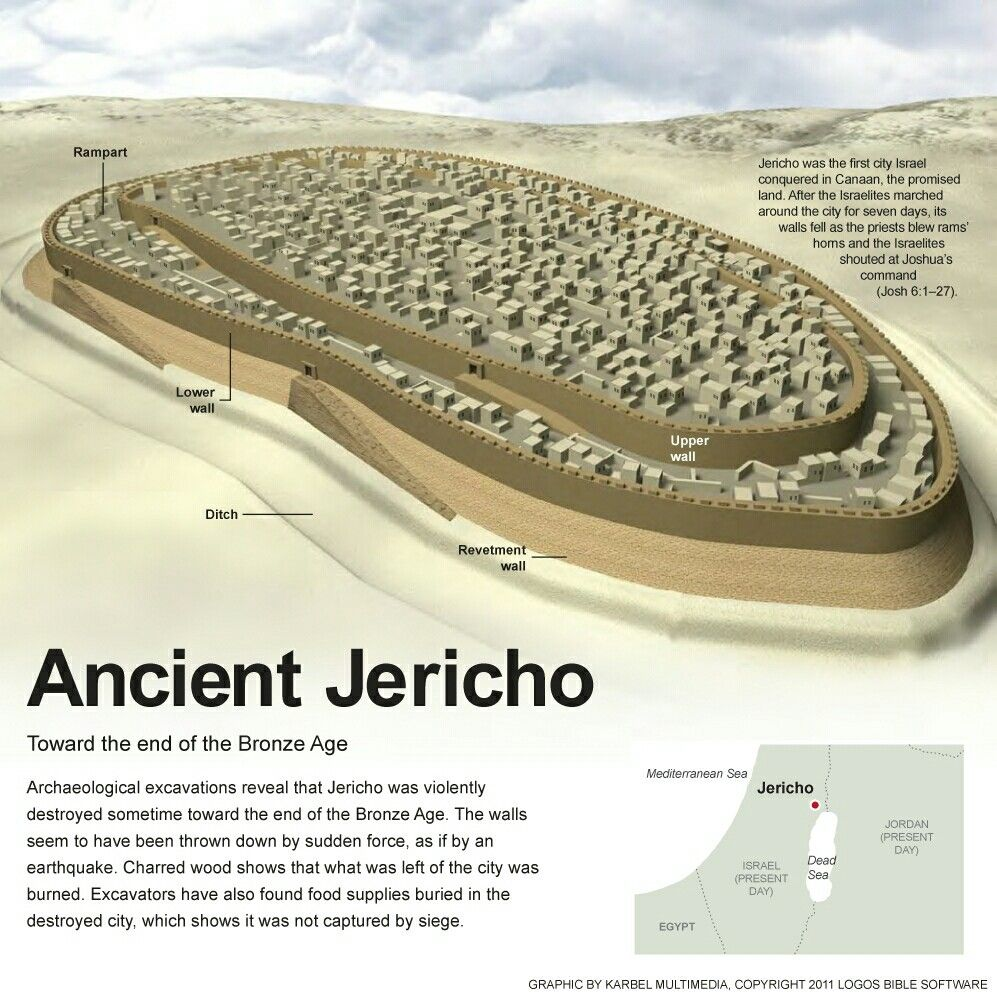 Rampart
Jericho was the first city Israel
conquered in Canaan, the promised
land. After the Israelites marched
around the city for seven days, its
walls fell as the priests blew rams'
horns and the Israelites
shouted at Joshua's
command
(Josh 6:1–27).
Lower
wall
Upper
wall
Ditch
Revetment
wall
Ancient Jericho
Toward the end of the Bronze Age
Archaeological excavations reveal that Jericho was violently
destroyed sometime toward the end of the Bronze Age. The walls
seem to have been thrown down by sudden force, as if by an
earthquake. Charred wood shows that what was left of the city was
burned. Excavators have also found food supplies buried in the
destroyed city, which shows it was not captured by siege.
Mediterranean Sea
Jericho
JORDAN
(PRESENT
DAY)
Dead
Sea
ISRAEL
(PRESENT
DAY)
EGYPT
GRAPHIC BY KARBEL MULTIMEDIA, COPYRIGHT 2011 LOGOS BIBLE SOFTWARE